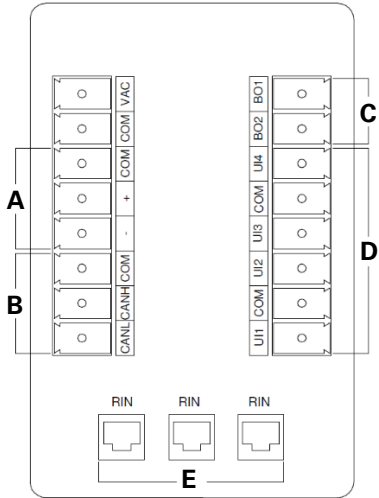 VAC
COM
COM
+
-
COM
CANH
CANL
A
B
BO1
BO2
UI4
COM
UI3
UI2
COM
UI1
C
D
RIN RIN RIN
E